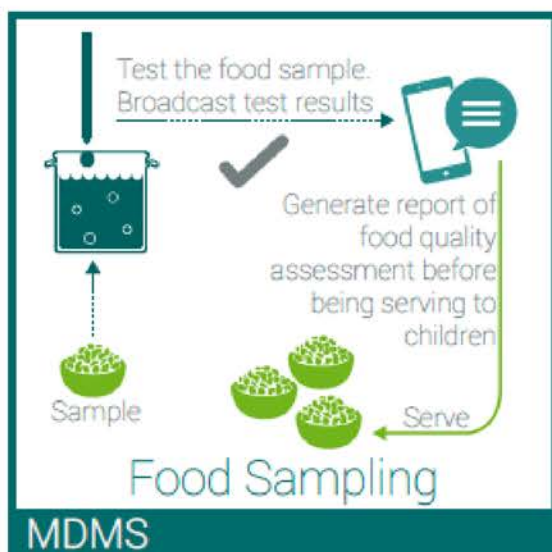 Test the food sample.
Broadcast test results
Generate report of
food quality
assessment before
being serving to
children
Sample
Serve
Food Sampling
MDMS